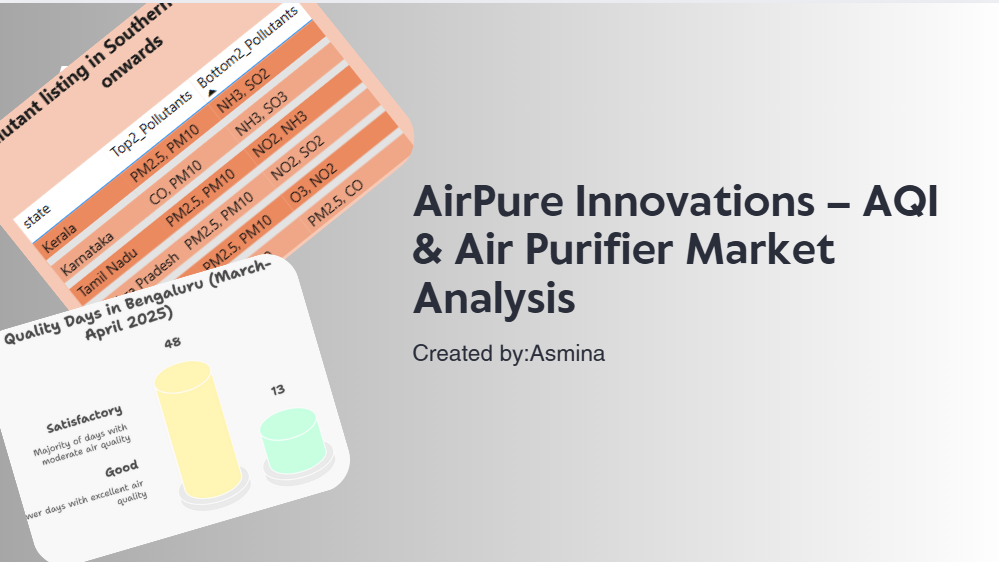 listing in Southern
onwards
state Top2_Pollutants Bottom2_Pollutants
Kerala PM2.5, PM10 NH3, SO2
Karnataka CO, PM10 NH3, SO3
Tamil Nadu PM2.5, PM10 NO2, NH3
Pradesh PM2.5, PM10 NO2, SO2
PM2.5, PM10 O3, NO2
PM2.5, CO
Quality Days in Bengaluru (March-
April 2025)
48
13
Satisfactory
Majority of days with
moderate air quality
Good
days with excellent air
quality
AirPure Innovations – AQI
& Air Purifier Market
Analysis
Created by:Asmina